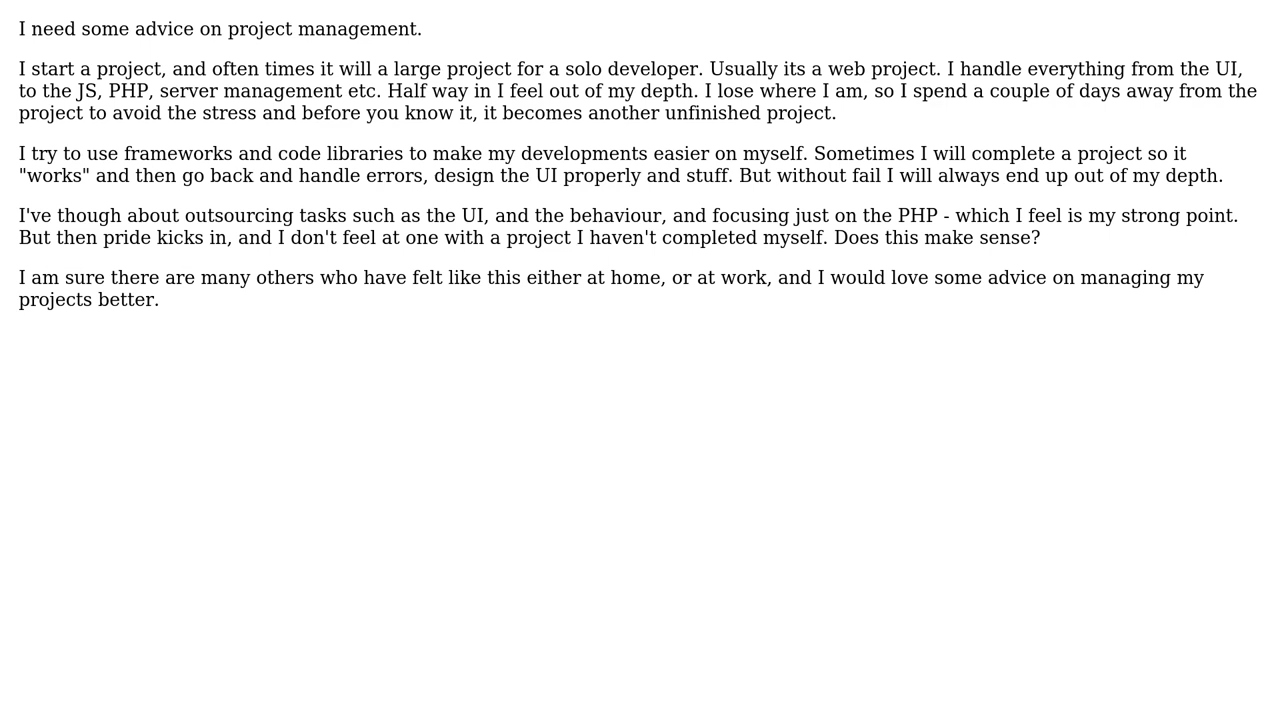 I need some advice on project management.
I start a project, and often times it will a large project for a solo developer. Usually its a web project. I handle everything from the UI,
to the JS, PHP, server management etc. Half way in I feel out of my depth. I lose where I am, so I spend a couple of days away from the
project to avoid the stress and before you know it, it becomes another unfinished project.
I try to use frameworks and code libraries to make my developments easier on myself. Sometimes I will complete a project so it
"works" and then go back and handle errors, design the UI properly and stuff. But without fail I will always end up out of my depth.
I've though about outsourcing tasks such as the UI, and the behaviour, and focusing just on the PHP - which I feel is my strong point.
But then pride kicks in, and I don't feel at one with a project I haven't completed myself. Does this make sense?
I am sure there are many others who have felt like this either at home, or at work, and I would love some advice on managing my
projects better.